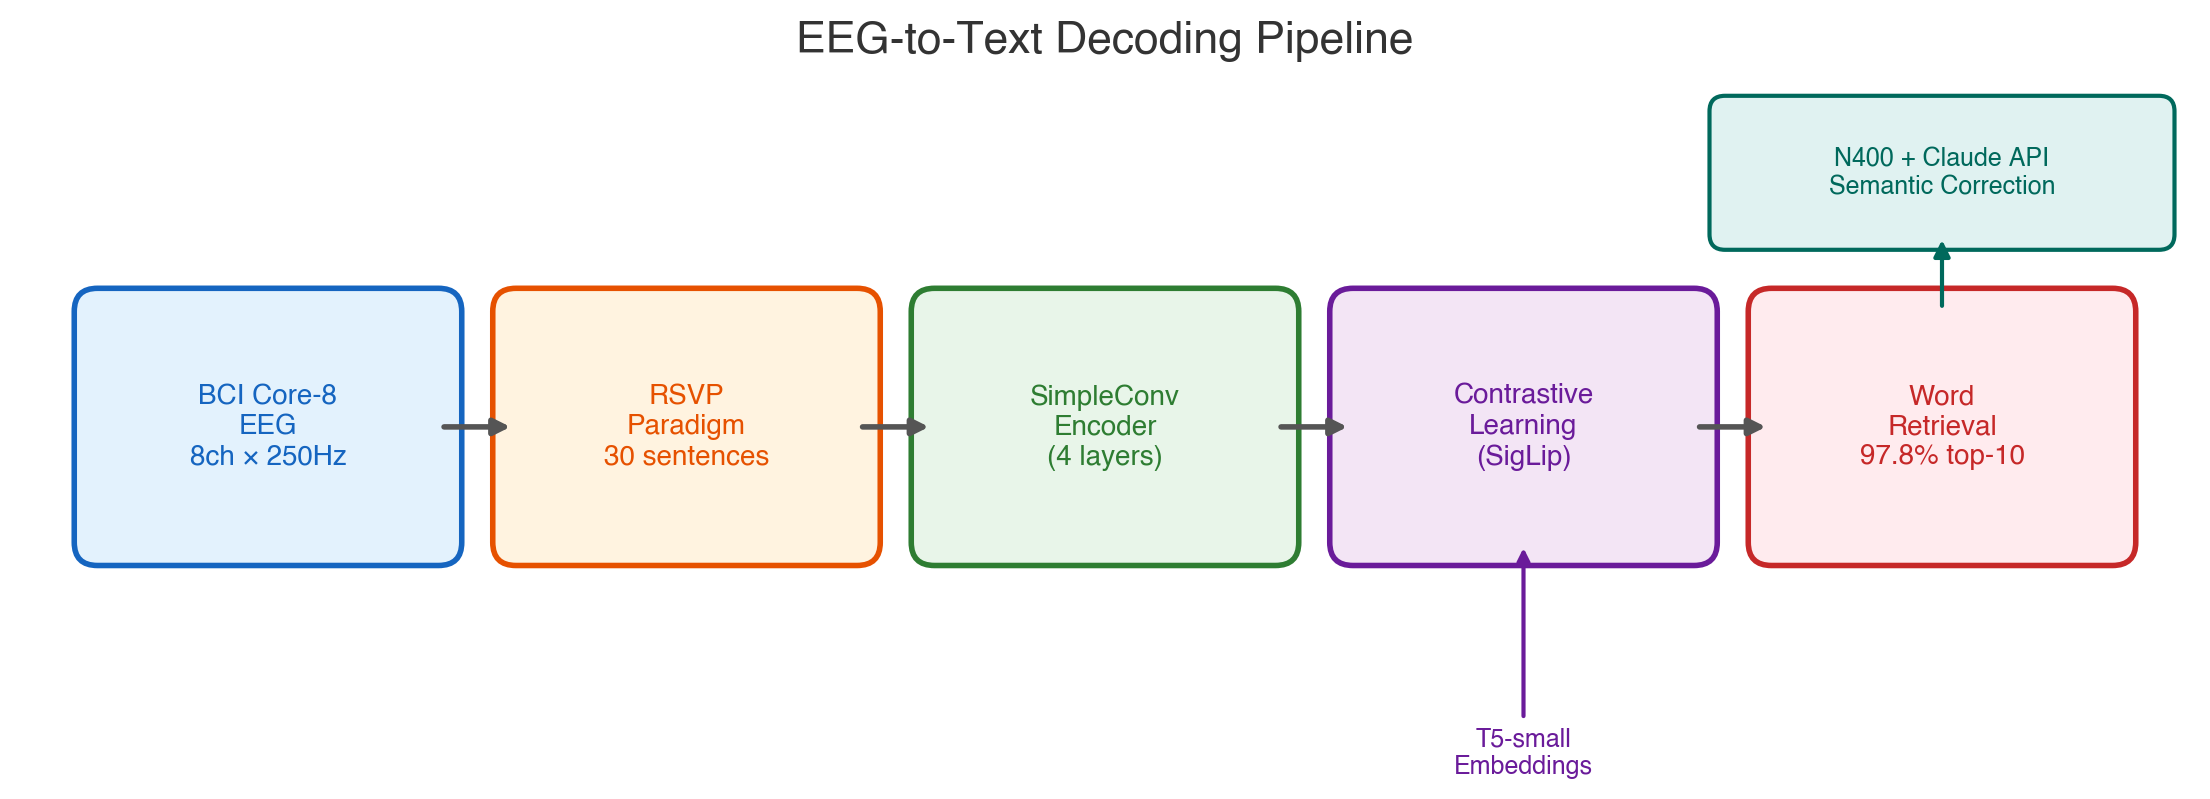 EEG-to-Text Decoding Pipeline
N400 + Claude API
Semantic Correction
BCI Core-8
EEG
8ch × 250Hz
RSVP
Paradigm
30 sentences
SimpleConv
Encoder
(4 layers)
Contrastive
Learning
(SigLip)
Word
Retrieval
97.8% top-10
T5-small
Embeddings